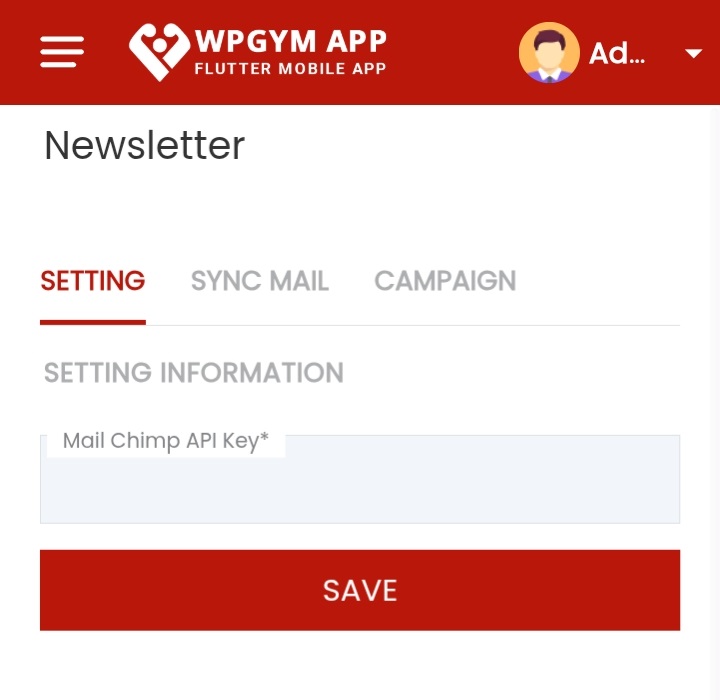 WPGYM APP
FLUTTER MOBILE APP
Ad...
Newsletter
SETTING SYNC MAIL CAMPAIGN
SETTING INFORMATION
Mail Chimp API Key*
SAVE